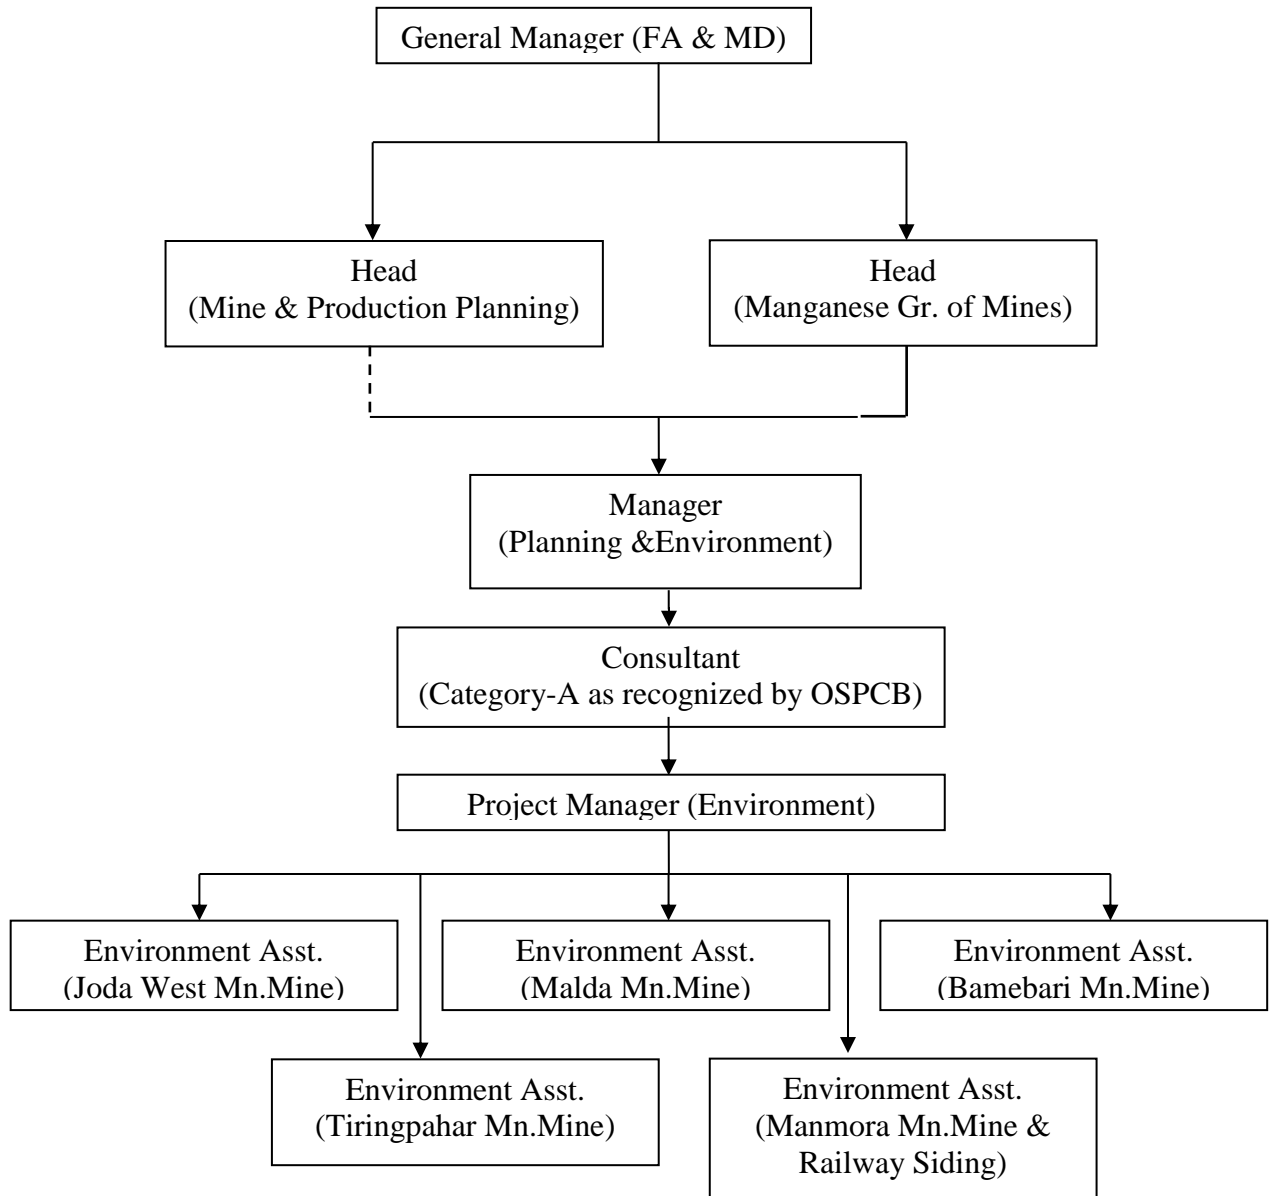 General Manager (FA & MD)
Head
(Mine & Production Planning)
Head
(Manganese Gr. of Mines)
Manager
(Planning &Environment)
Consultant
(Category-A as recognized by OSPCB)
Project Manager (Environment)
Environment Asst.
(Joda West Mn.Mine)
Environment Asst.
(Malda Mn.Mine)
Environment Asst.
(Bamebari Mn.Mine)
Environment Asst.
(Tiringpahar Mn.Mine)
Environment Asst.
(Manmora Mn.Mine &
Railway Siding)